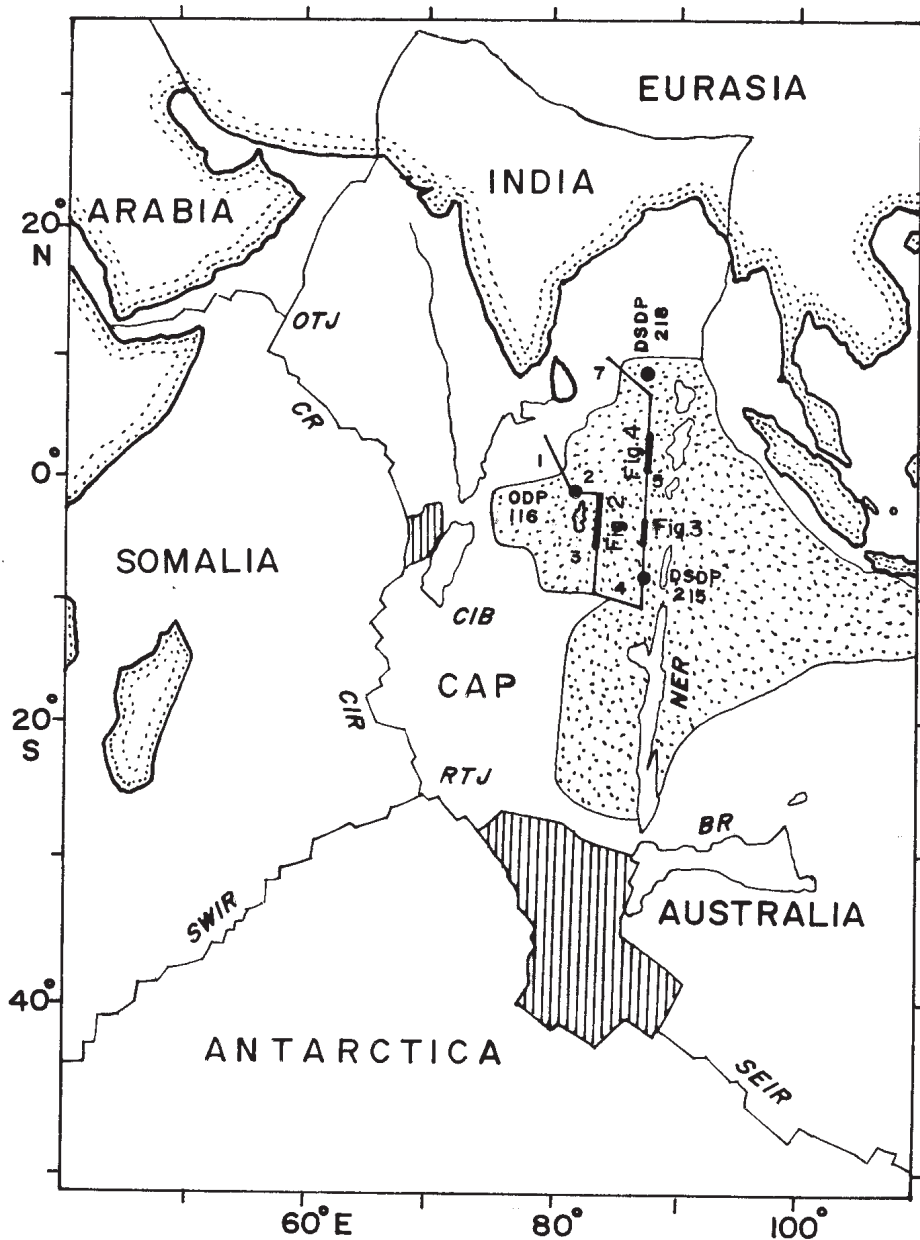 EURASIA
INDIA
ARABIA
20°
N
OTJ
DSDP
218
7
CR
Fig.4
5
0°
1
2
ODP
116
Fig.2
Fig.3
3
4
DSDP
215
SOMALIA
CIB
CAP
NER
CIR
20°
S
RTJ
BR
SWIR
AUSTRALIA
40°
ANTARCTICA
SEIR
60°E
80°
100°